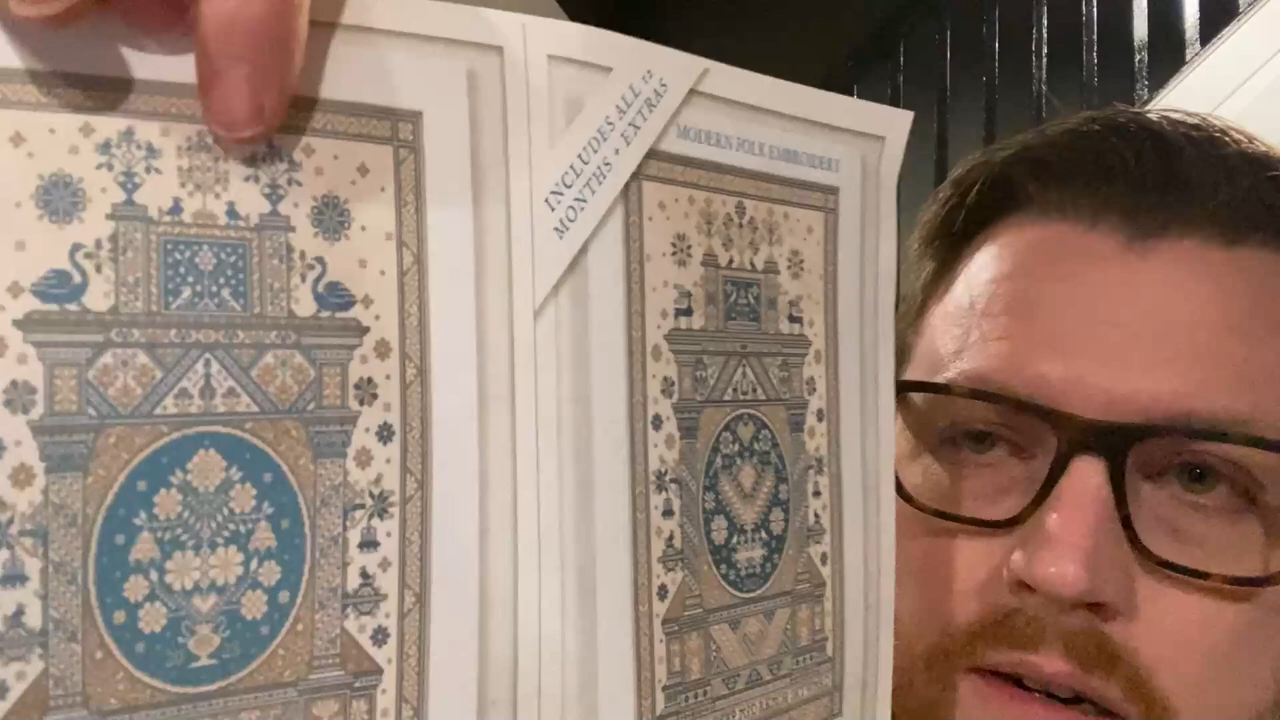 INCLUDES ALL 12
MONTHS + EXTRAS
MODERN FOLK EMBROIDERY